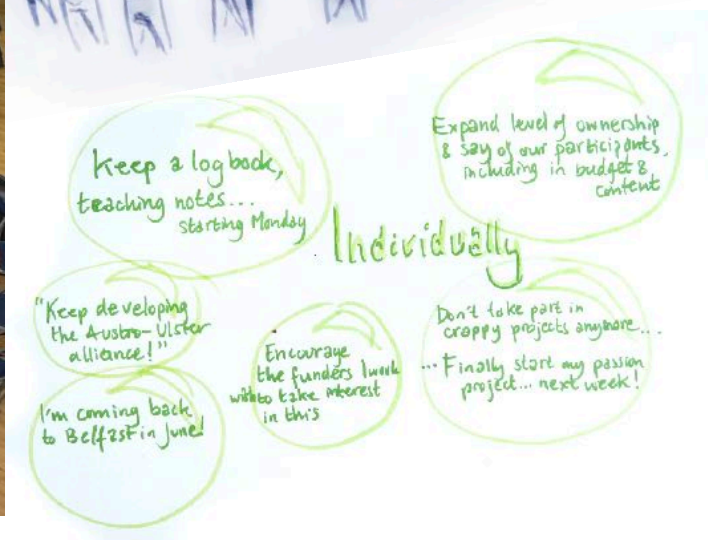 Keep a logbook,
teaching notes...
starting Monday
Expand level of ownership
& say of our participants,
including in budget &
content
Individually
"Keep developing
the Austro-Ulster
alliance!"
I'm coming back
to Belfast in June!
Encourage
the funders I work
with to take interest
in this
Don't take part in
crappy projects anymore...
... Finally start my passion
project... next week!